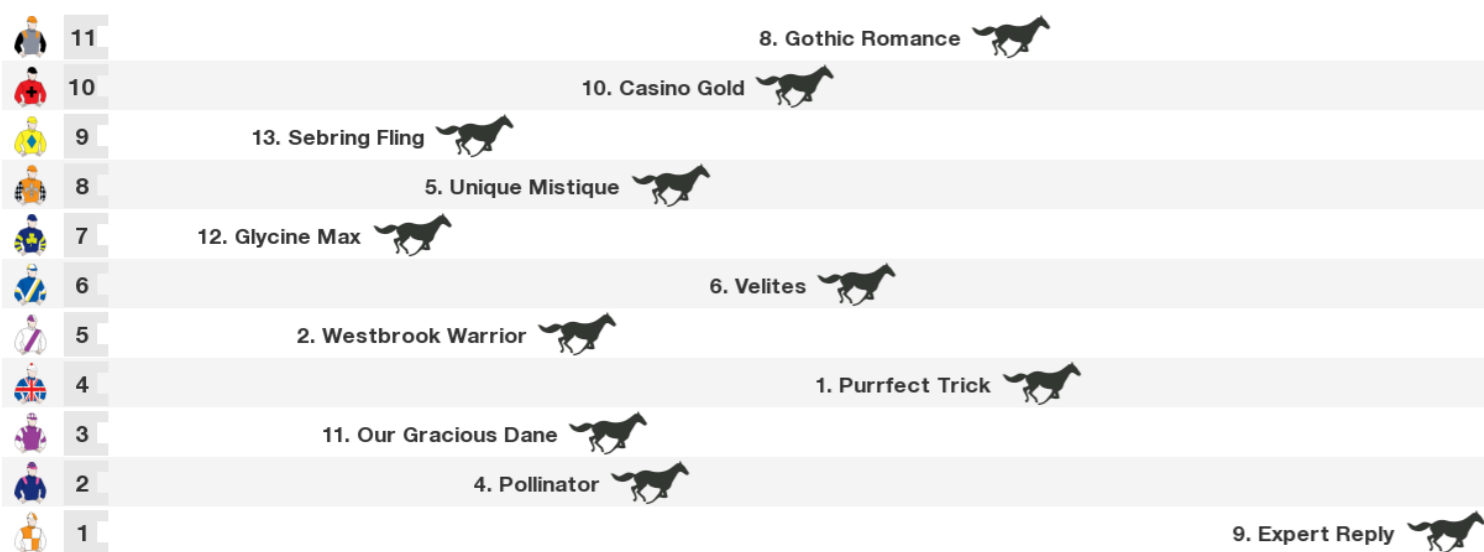 11 8. Gothic Romance
10 10. Casino Gold
9 13. Sebring Fling
8 5. Unique Mistique
7 12. Glycine Max
6 6. Velites
5 2. Westbrook Warrior
4 1. Purrfect Trick
3 11. Our Gracious Dane
2 4. Pollinator
1 9. Expert Reply